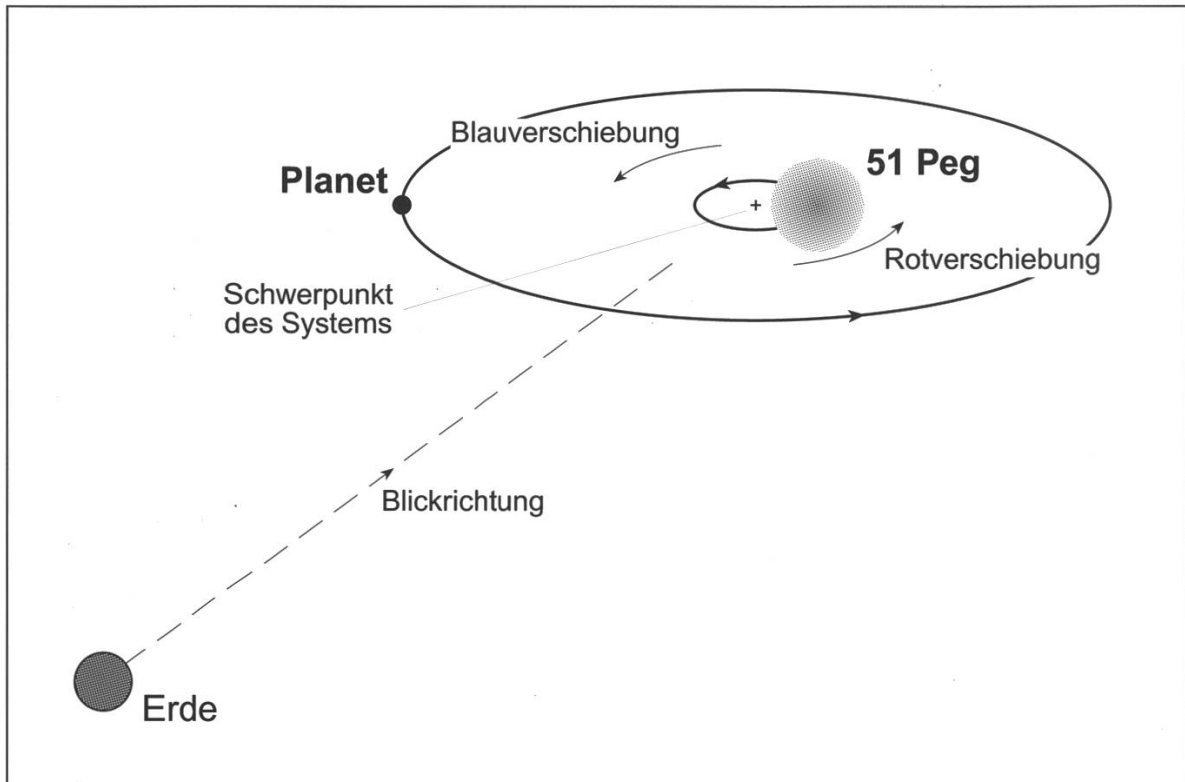 Blauverschiebung
Planet
51 Peg
Rotverschiebung
Schwerpunkt
des Systems
Blickrichtung
Erde